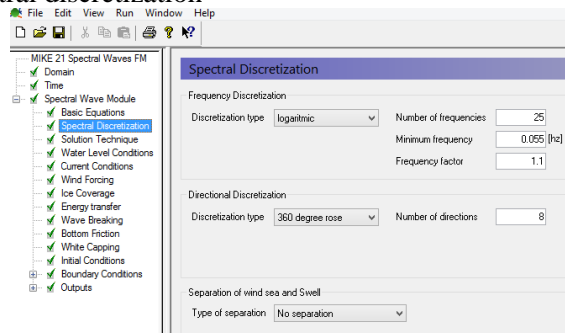 tral discretization
File Edit View Run Window Help
MIKE 21 Spectral Waves FM
Domain
Time
Spectral Wave Module
Basic Equations
Spectral Discretization
Solution Technique
Water Level Conditions
Current Conditions
Wind Forcing
Ice Coverage
Energy transfer
Wave Breaking
Bottom Friction
White Capping
Initial Conditions
Boundary Conditions
Outputs
Spectral Discretization
Frequency Discretization
Discretization type logaritmic Number of frequencies 25
Minimum frequency 0.055 [hz]
Frequency factor 1.1
Directional Discretization
Discretization type 360 degree rose Number of directions 8
Separation of wind sea and Swell
Type of separation No separation